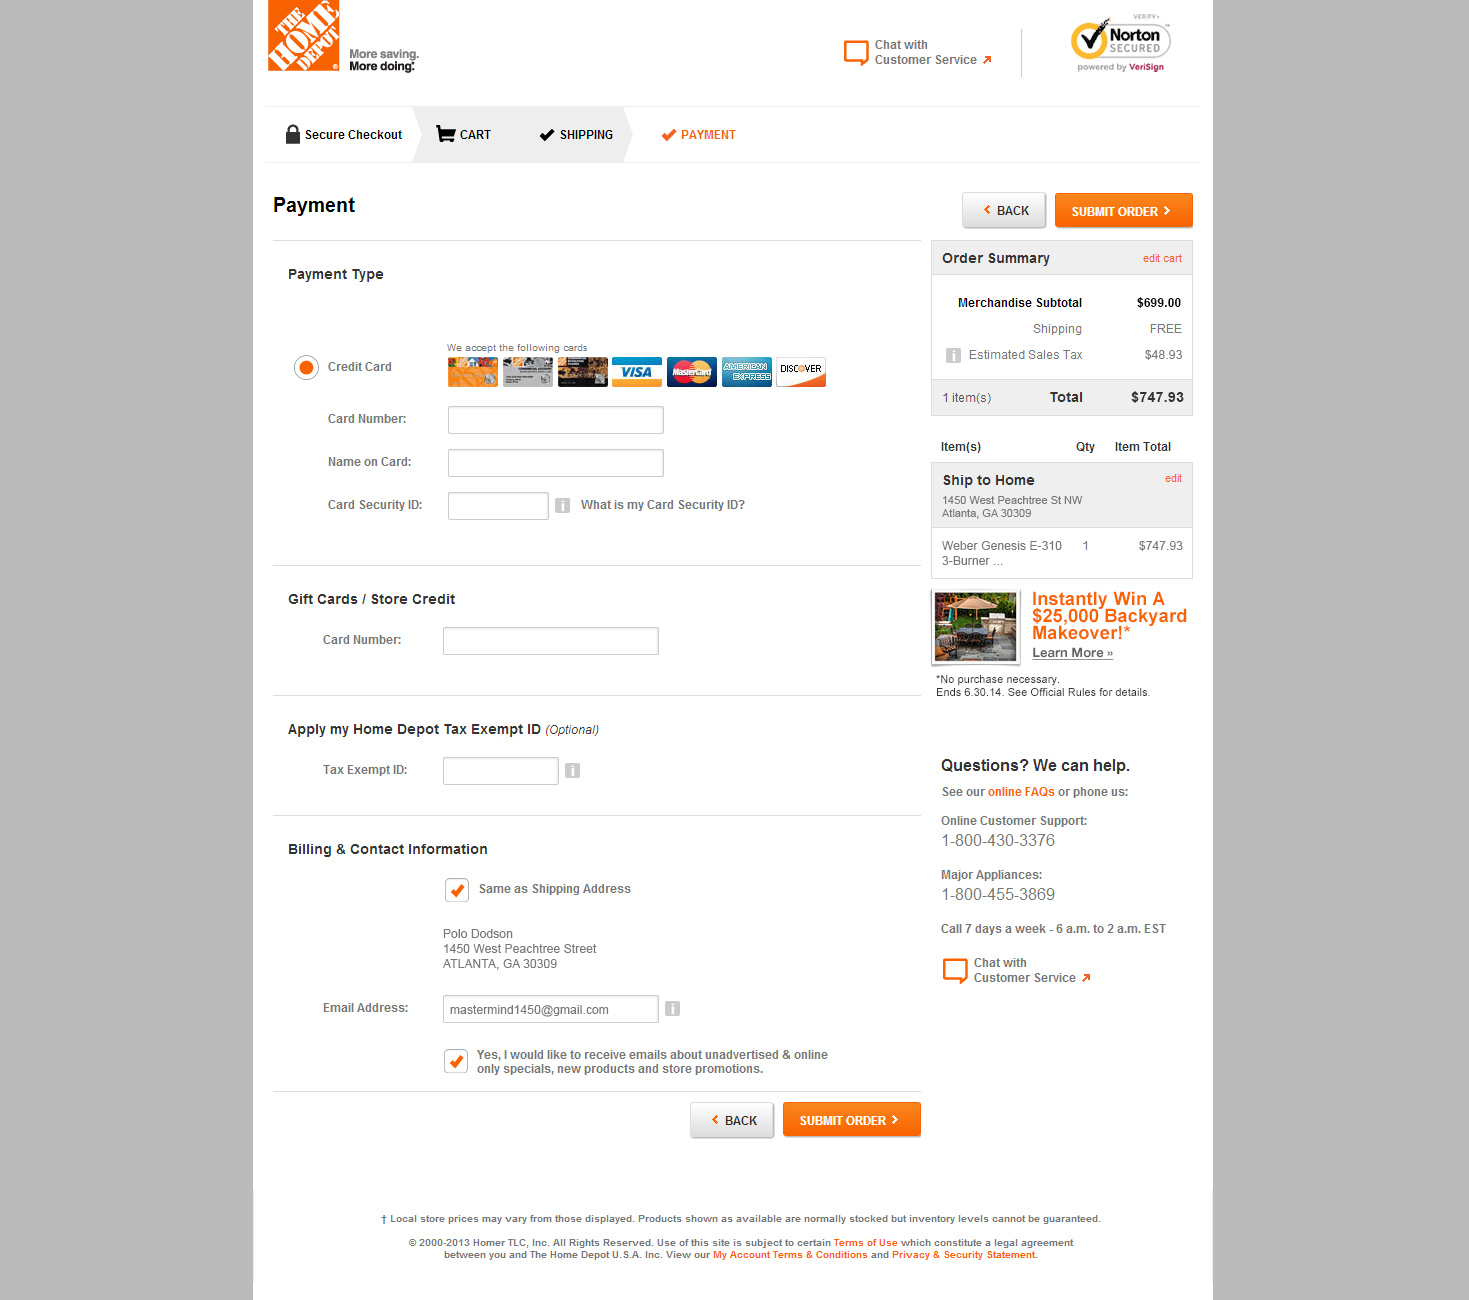 THE HOME DEPOT
More saving.
More doing.
Chat with
Customer Service
VERIFY
Norton
SECURED
powered by VeriSign
Secure Checkout
CART
SHIPPING
PAYMENT
Payment
BACK
SUBMIT ORDER
Payment Type
We accept the following cards
Credit Card
VISA
MasterCard
AMERICAN EXPRESS
DISCOVER
Card Number:
Name on Card:
Card Security ID:
What is my Card Security ID?
Gift Cards / Store Credit
Card Number:
Apply my Home Depot Tax Exempt ID (Optional)
Tax Exempt ID:
Billing & Contact Information
Same as Shipping Address
Polo Dodson
1450 West Peachtree Street
ATLANTA, GA 30309
Email Address:
mastermind1450@gmail.com
Yes, I would like to receive emails about unadvertised & online
only specials, new products and store promotions.
BACK
SUBMIT ORDER
Order Summary edit cart
Merchandise Subtotal $699.00
Shipping FREE
Estimated Sales Tax $48.93
1 item(s) Total $747.93
Item(s) Qty Item Total
Ship to Home edit
1450 West Peachtree St NW
Atlanta, GA 30309
Weber Genesis E-310 1 $747.93
3-Burner ...
Instantly Win A
$25,000 Backyard
Makeover!*
Learn More »
*No purchase necessary.
Ends 6.30.14. See Official Rules for details.
Questions? We can help.
See our online FAQs or phone us:
Online Customer Support:
1-800-430-3376
Major Appliances:
1-800-455-3869
Call 7 days a week - 6 a.m. to 2 a.m. EST
Chat with
Customer Service
† Local store prices may vary from those displayed. Products shown as available are normally stocked but inventory levels cannot be guaranteed.
© 2000-2013 Homer TLC, Inc. All Rights Reserved. Use of this site is subject to certain Terms of Use which constitute a legal agreement
between you and The Home Depot U.S.A. Inc. View our My Account Terms & Conditions and Privacy & Security Statement.